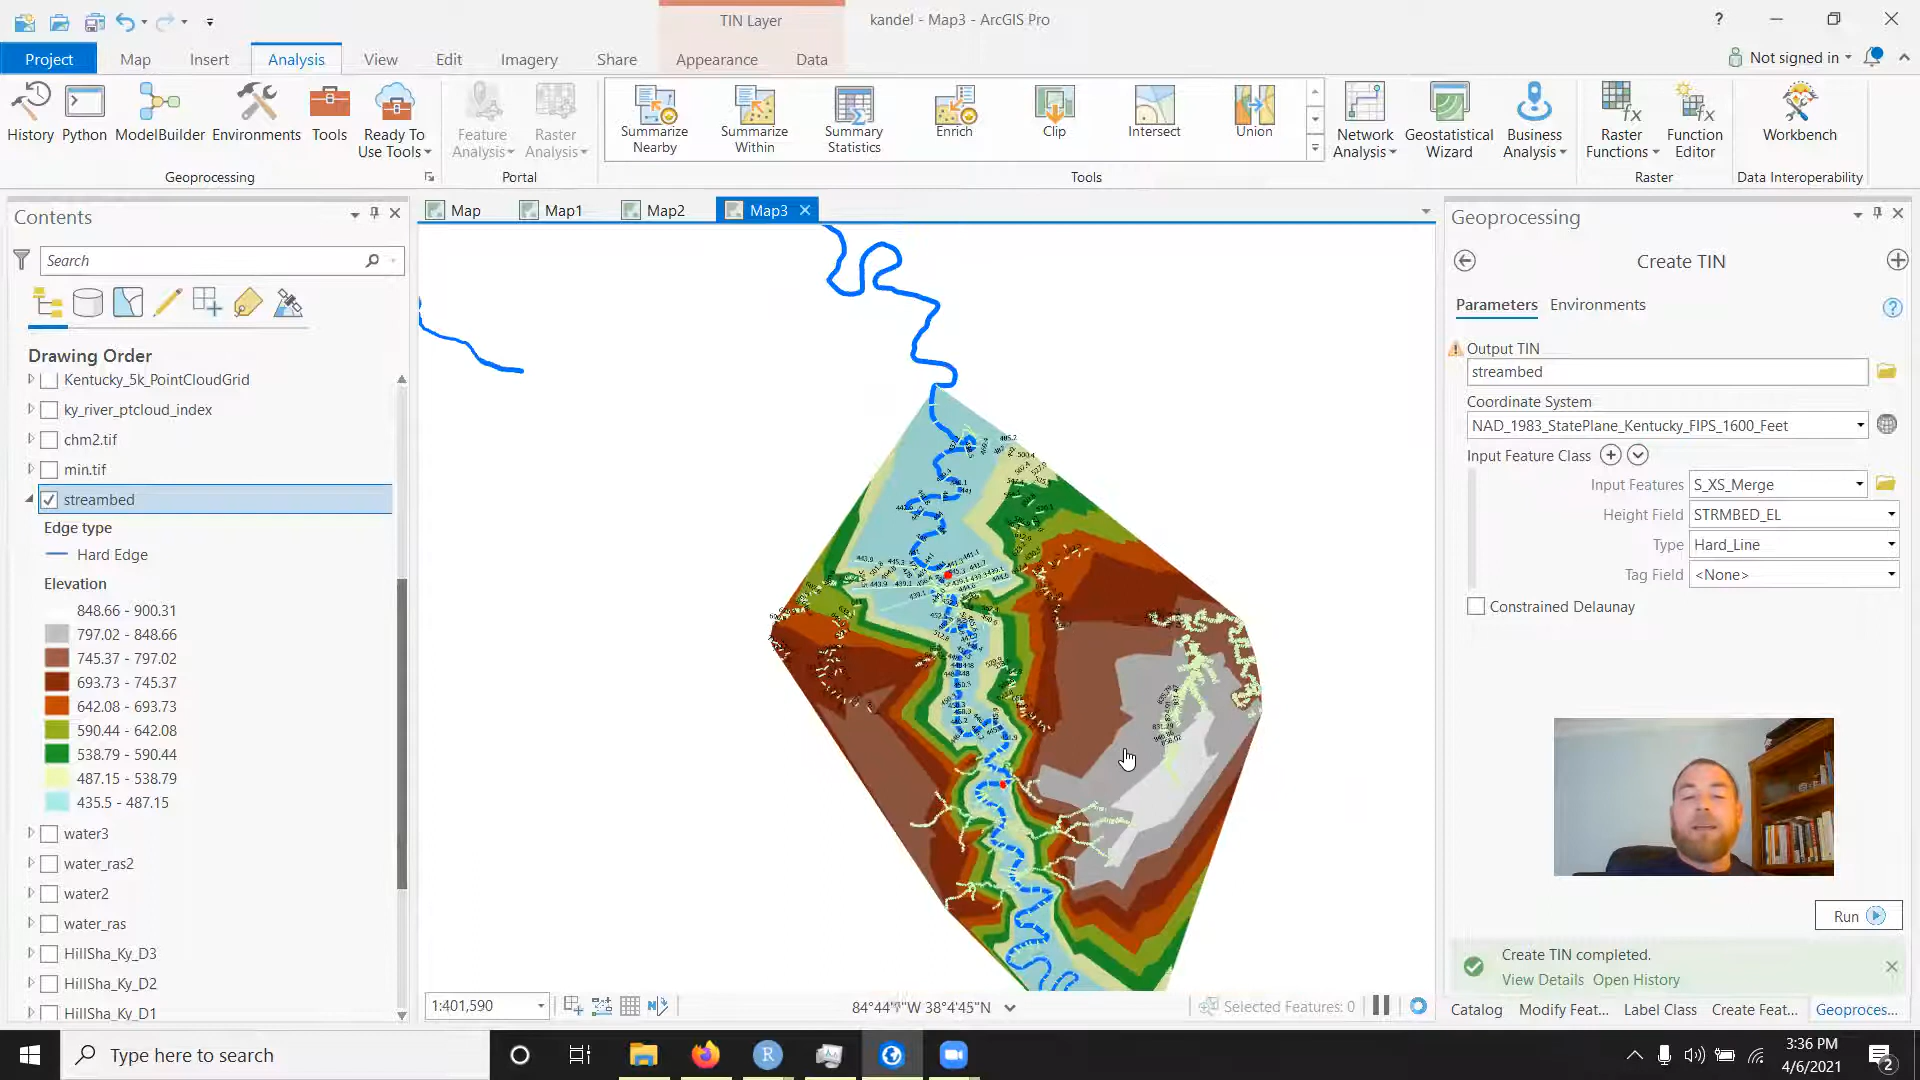 TIN Layer
kandel - Map3 - ArcGIS Pro
?
Project
Map
Insert
Analysis
View
Edit
Imagery
Share
Appearance
Data
Not signed in
History
Python
ModelBuilder
Environments
Tools
Ready To
Use Tools
Feature
Analysis
Raster
Analysis
Summarize
Nearby
Summarize
Within
Summary
Statistics
Enrich
Clip
Intersect
Union
Network
Analysis
Geostatistical
Wizard
Business
Analysis
Raster
Functions
Function
Editor
Workbench
Geoprocessing
Portal
Tools
Raster
Data Interoperability
Contents
Search
Drawing Order
Kentucky_5k_PointCloudGrid
ky_river_ptcloud_index
chm2.tif
min.tif
streambed
Edge type
Hard Edge
Elevation
848.66 - 900.31
797.02 - 848.66
745.37 - 797.02
693.73 - 745.37
642.08 - 693.73
590.44 - 642.08
538.79 - 590.44
487.15 - 538.79
435.5 - 487.15
water3
water_ras2
water2
water_ras
HillSha_Ky_D3
HillSha_Ky_D2
HillSha_Ky_D1
Map
Map1
Map2
Map3
1:401,590
Selected Features: 0
Geoprocessing
Create TIN
Parameters
Environments
Output TIN
streambed
Coordinate System
NAD_1983_StatePlane_Kentucky_FIPS_1600_Feet
Input Feature Class
Input Features
S_XS_Merge
Height Field
STRMBED_EL
Type
Hard_Line
Tag Field
<None>
Constrained Delaunay
Run
Create TIN completed.
View Details
Open History
Catalog
Modify Feat...
Label Class
Create Feat...
Geoproces...
Type here to search
3:36 PM
4/6/2021
2